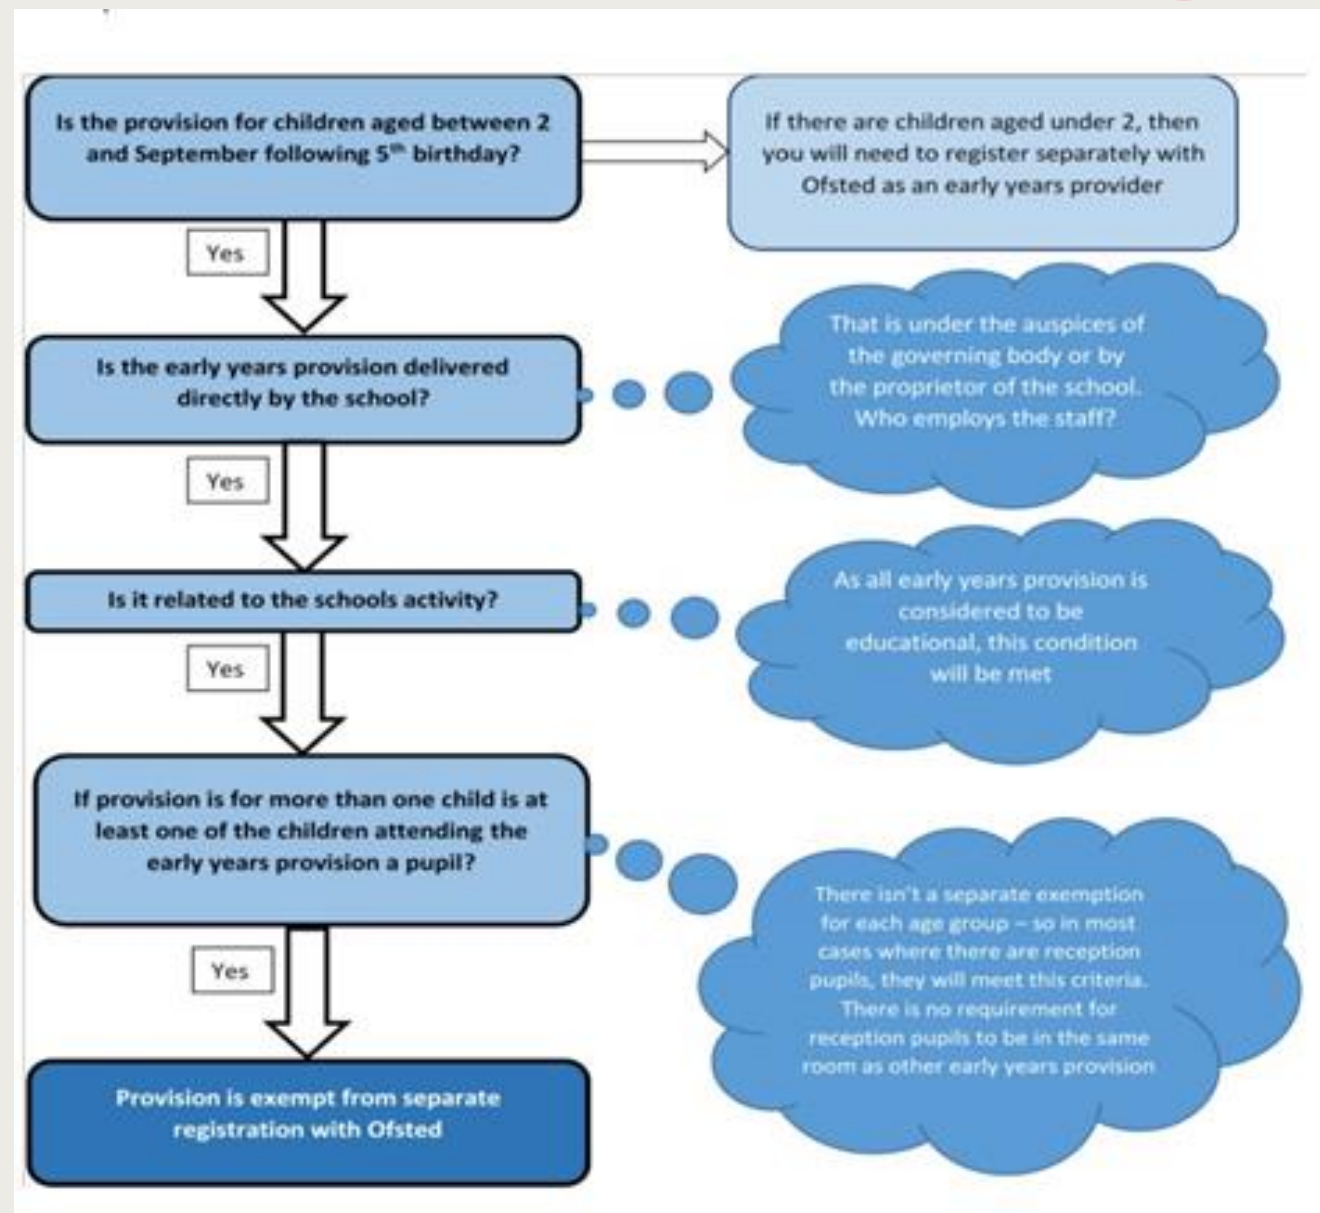 Is the provision for children aged between 2
and September following 5th birthday?
If there are children aged under 2, then
you will need to register separately with
Ofsted as an early years provider
Yes
Is the early years provision delivered
directly by the school?
That is under the auspices of
the governing body or by
the proprietor of the school.
Who employs the staff?
Yes
Is it related to the schools activity?
As all early years provision is
considered to be
educational, this condition
will be met
Yes
If provision is for more than one child is at
least one of the children attending the
early years provision a pupil?
There isn't a separate exemption
for each age group – so in most
cases where there are reception
pupils, they will meet this criteria.
There is no requirement for
reception pupils to be in the same
room as other early years provision
Yes
Provision is exempt from separate
registration with Ofsted